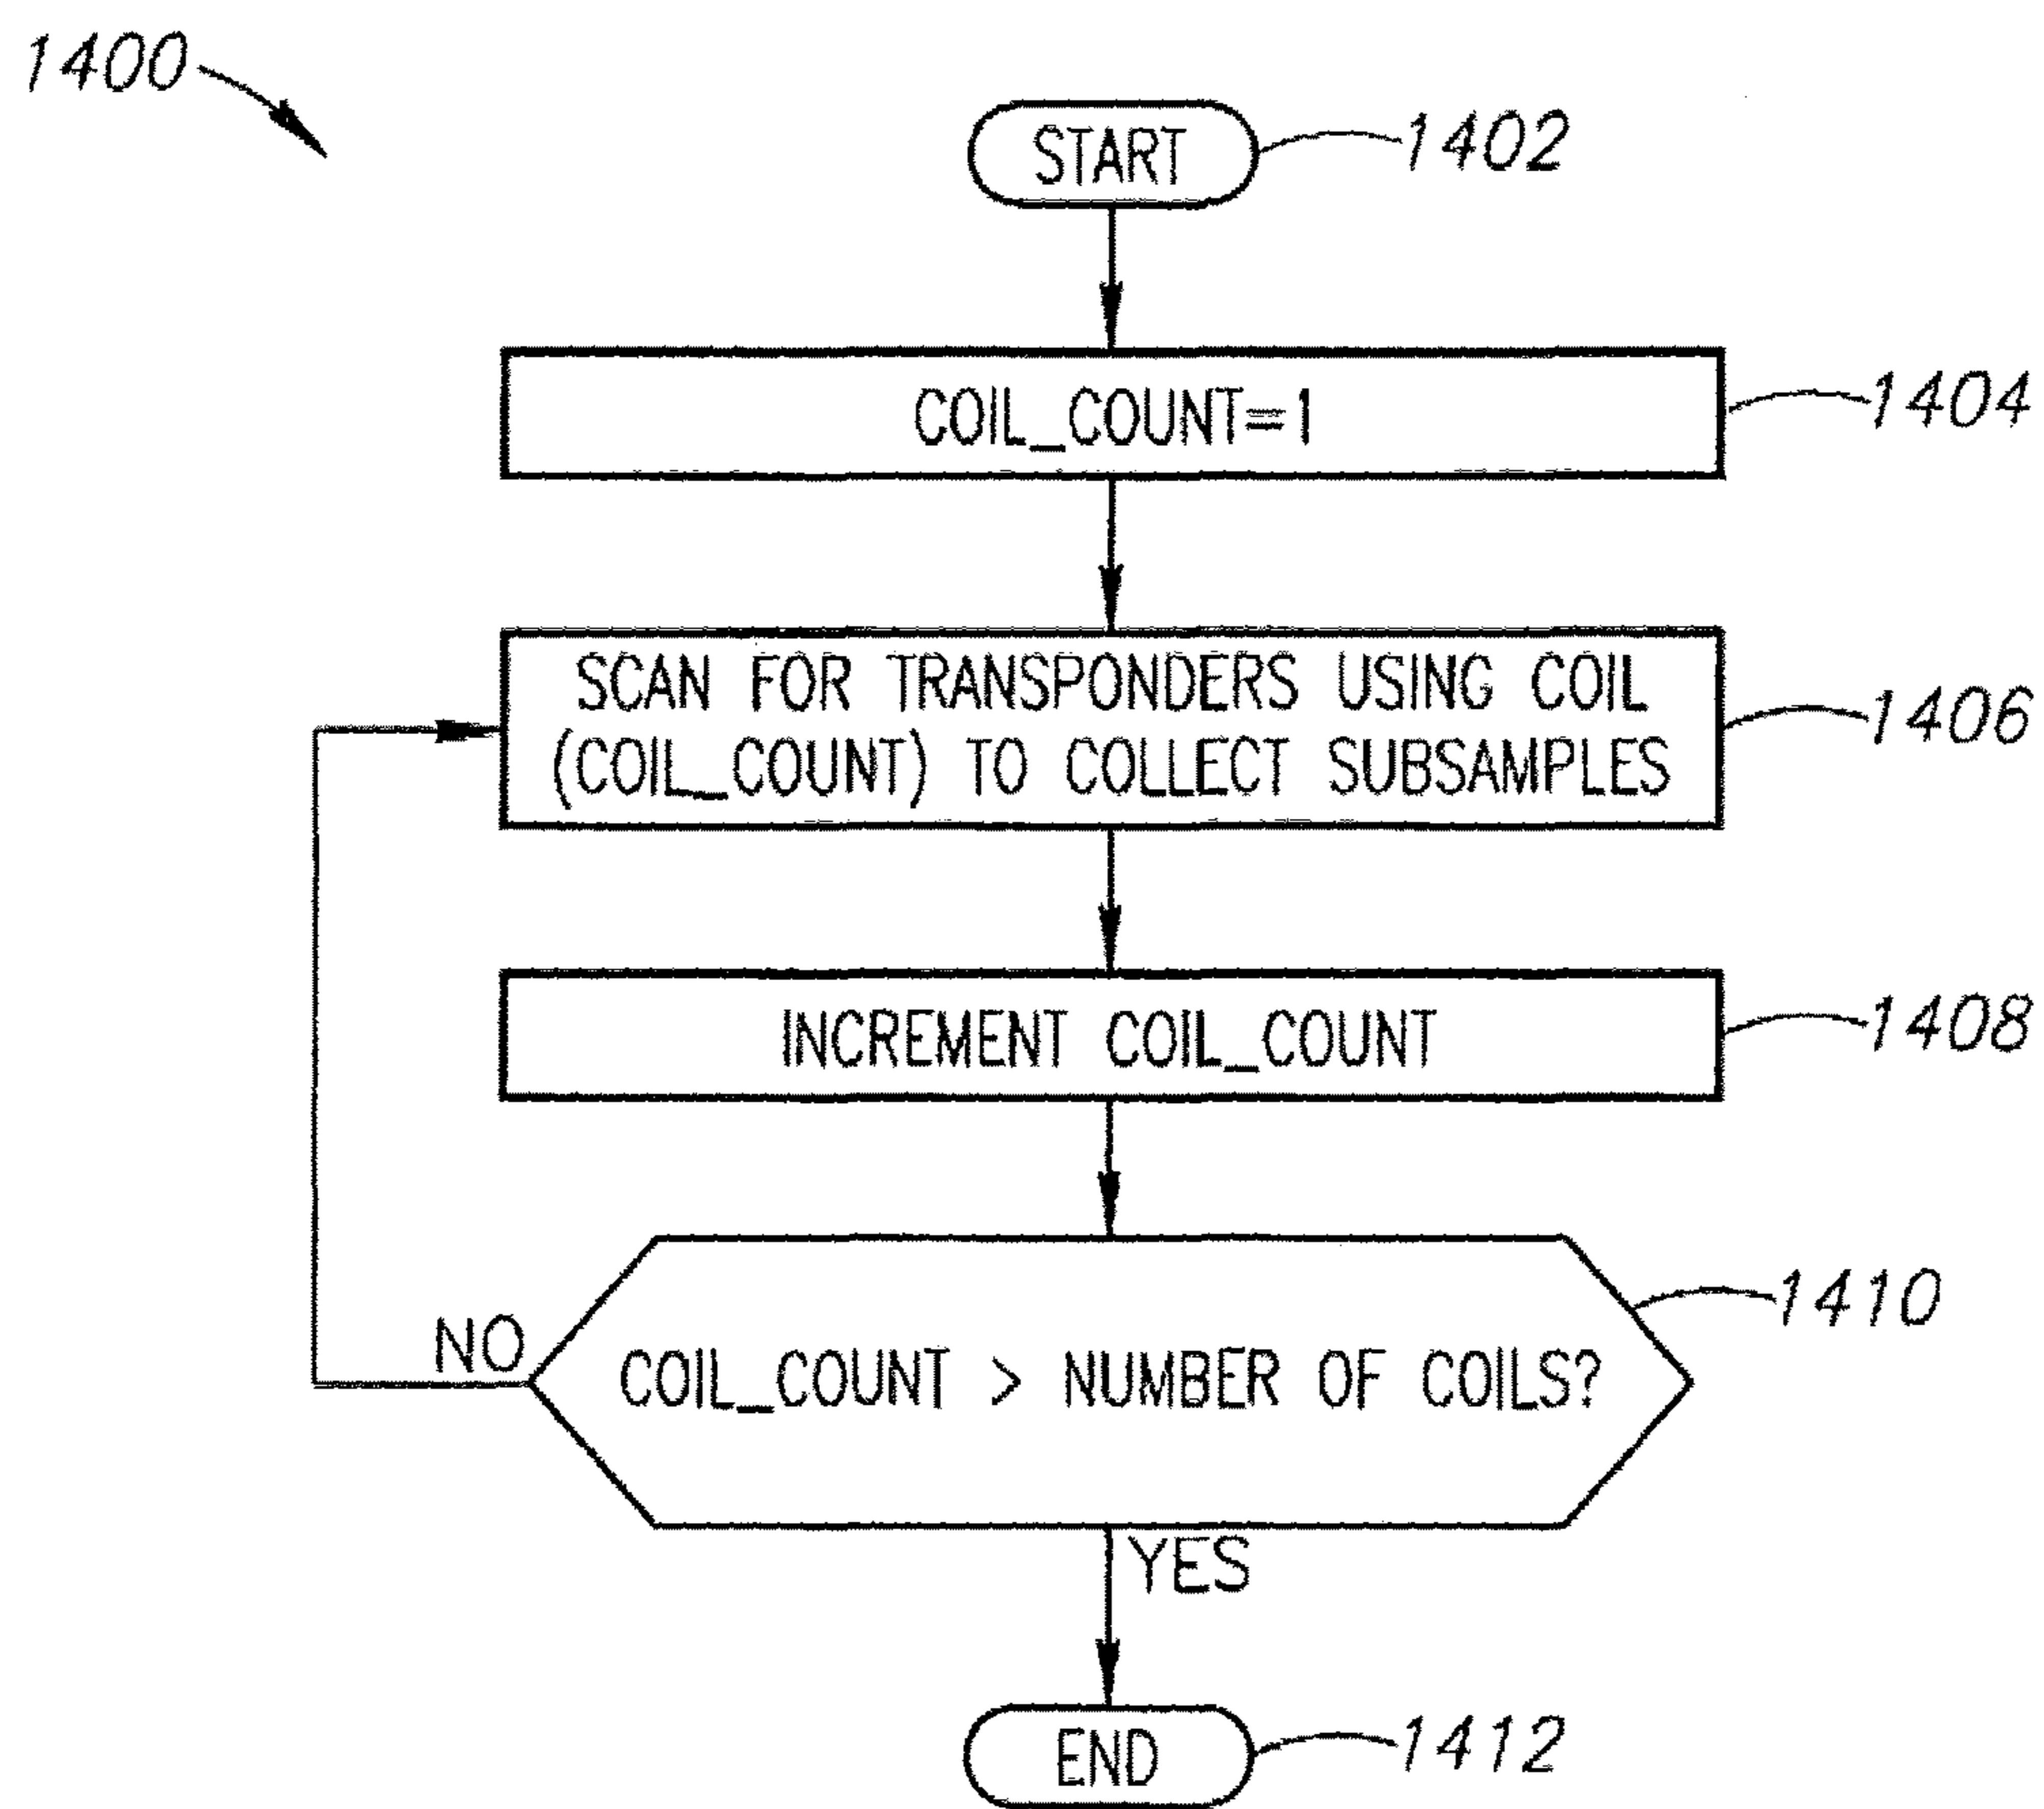 1400
START
1402
COIL_COUNT=1
1404
SCAN FOR TRANSPONDERS USING COIL
(COIL_COUNT) TO COLLECT SUBSAMPLES
1406
INCREMENT COIL_COUNT
1408
1410
NO
COIL_COUNT > NUMBER OF COILS?
YES
END
1412